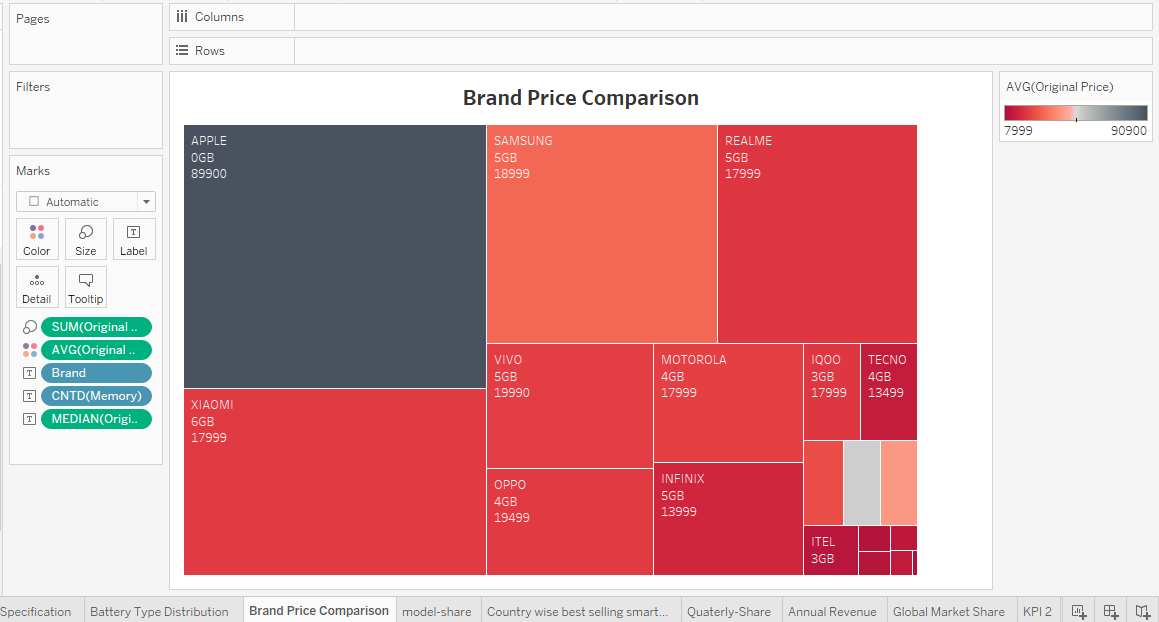 Pages
Columns
Rows
Filters
Marks
Automatic
Color
Size
Label
Detail
Tooltip
SUM(Original ..
AVG(Original ..
Brand
CNTD(Memory)
MEDIAN(Origi..
Brand Price Comparison
APPLE
0GB
89900
SAMSUNG
5GB
18999
REALME
5GB
17999
XIAOMI
6GB
17999
VIVO
5GB
19990
MOTOROLA
4GB
17999
IQOO
3GB
17999
TECNO
4GB
13499
OPPO
4GB
19499
INFINIX
5GB
13999
ITEL
3GB
AVG(Original Price)
7999
90900
Specification
Battery Type Distribution
Brand Price Comparison
model-share
Country wise best selling smart...
Quaterly-Share
Annual Revenue
Global Market Share
KPI 2